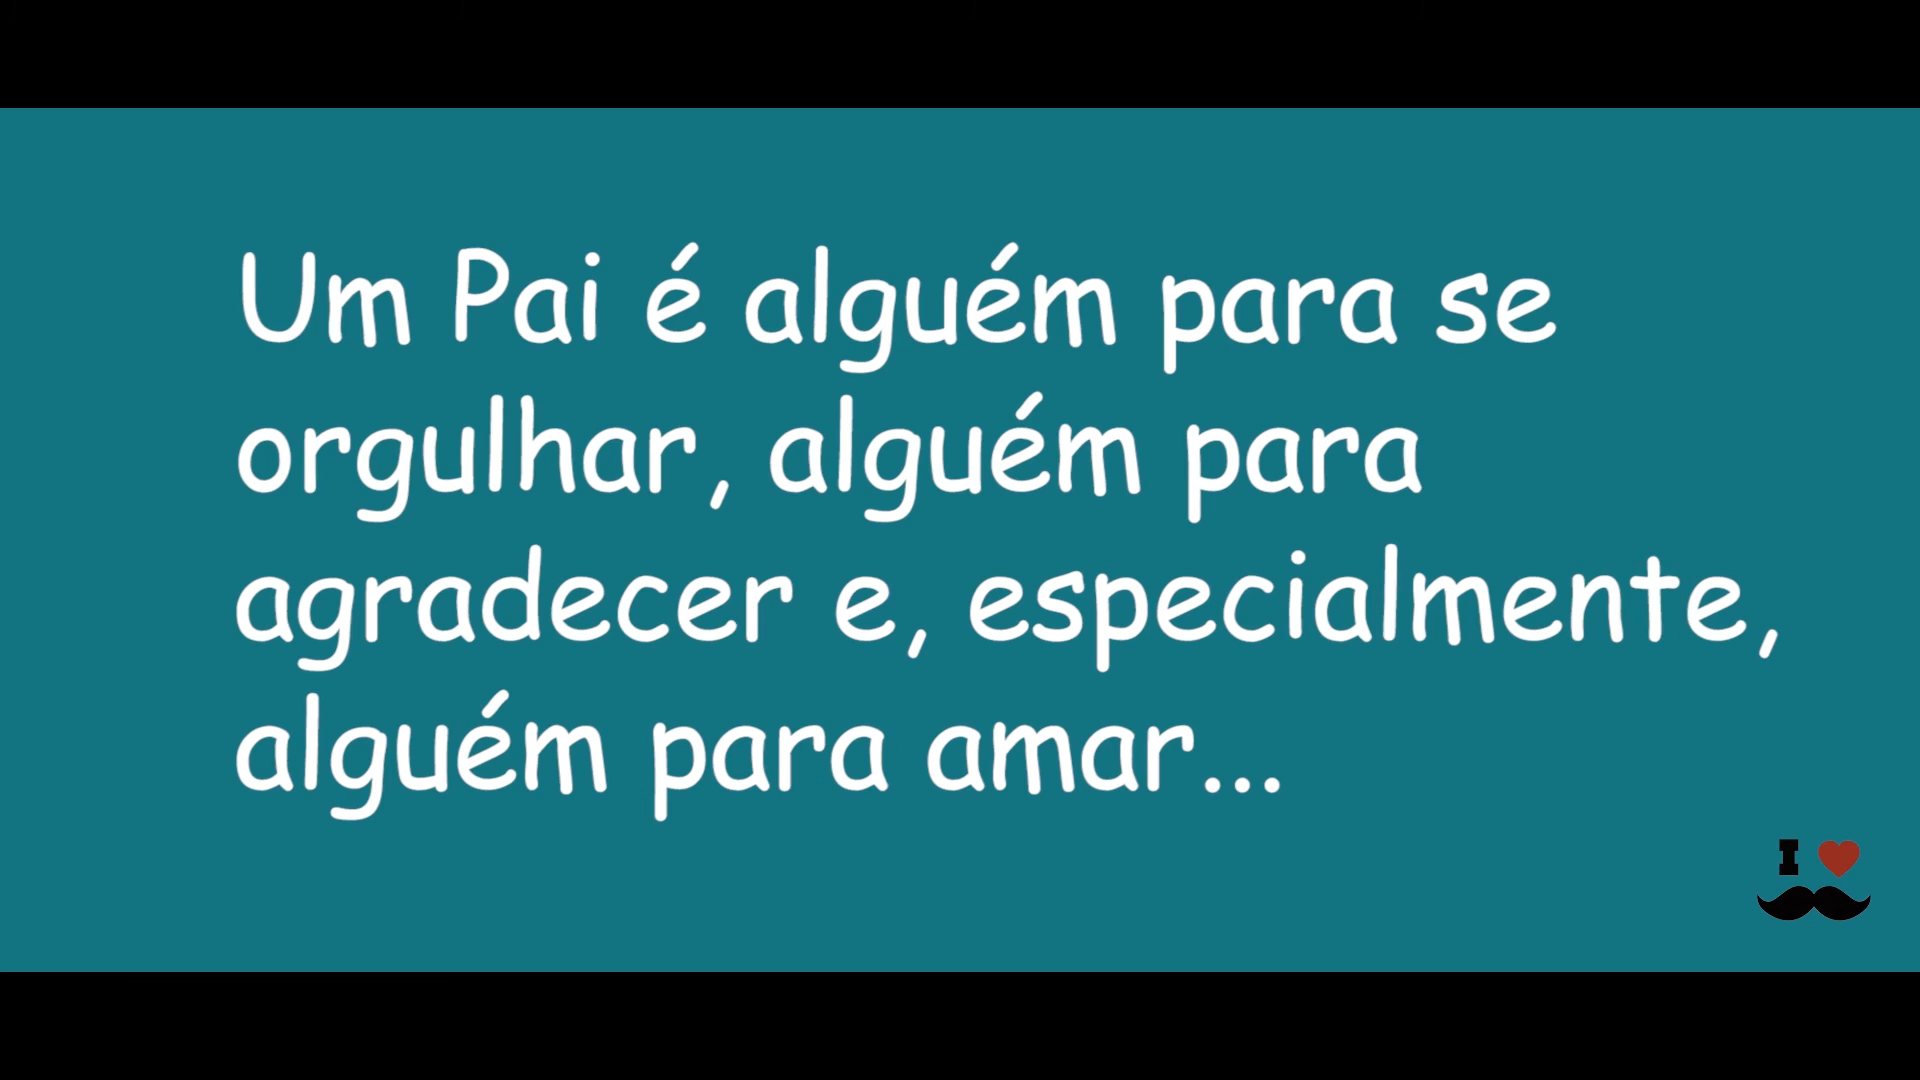 Um Pai é alguém para se
orgulhar, alguém para
agradecer e, especialmente,
alguém para amar...
I